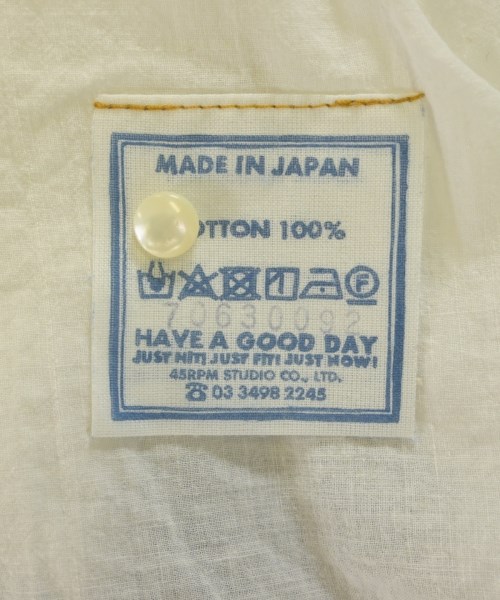 MADE IN JAPAN
OTTON 100%
F
70630092
HAVE A GOOD DAY
JUST HIT! JUST FIT! JUST NOW!
45RPM STUDIO CO., LTD.
☎ 03 3498 2245